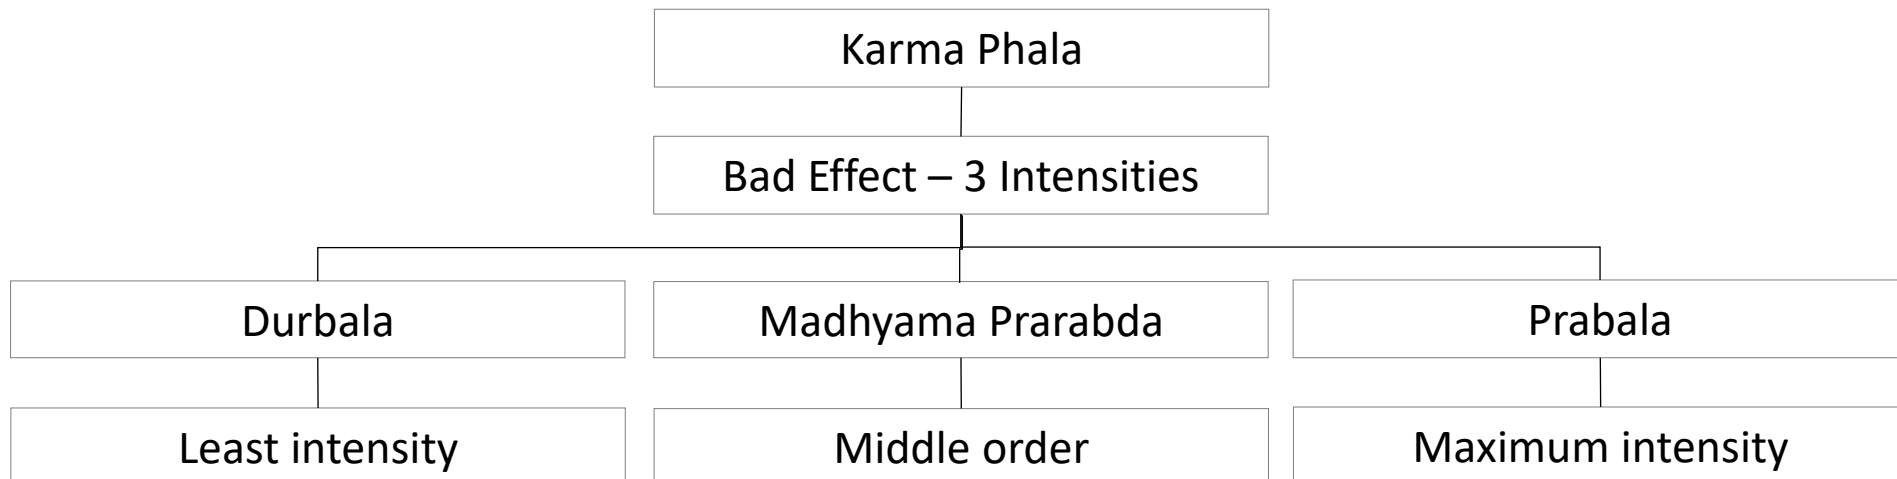 Karma Phala
Bad Effect – 3 Intensities
Durbala
Madhyama Prarabda
Prabala
Least intensity
Middle order
Maximum intensity